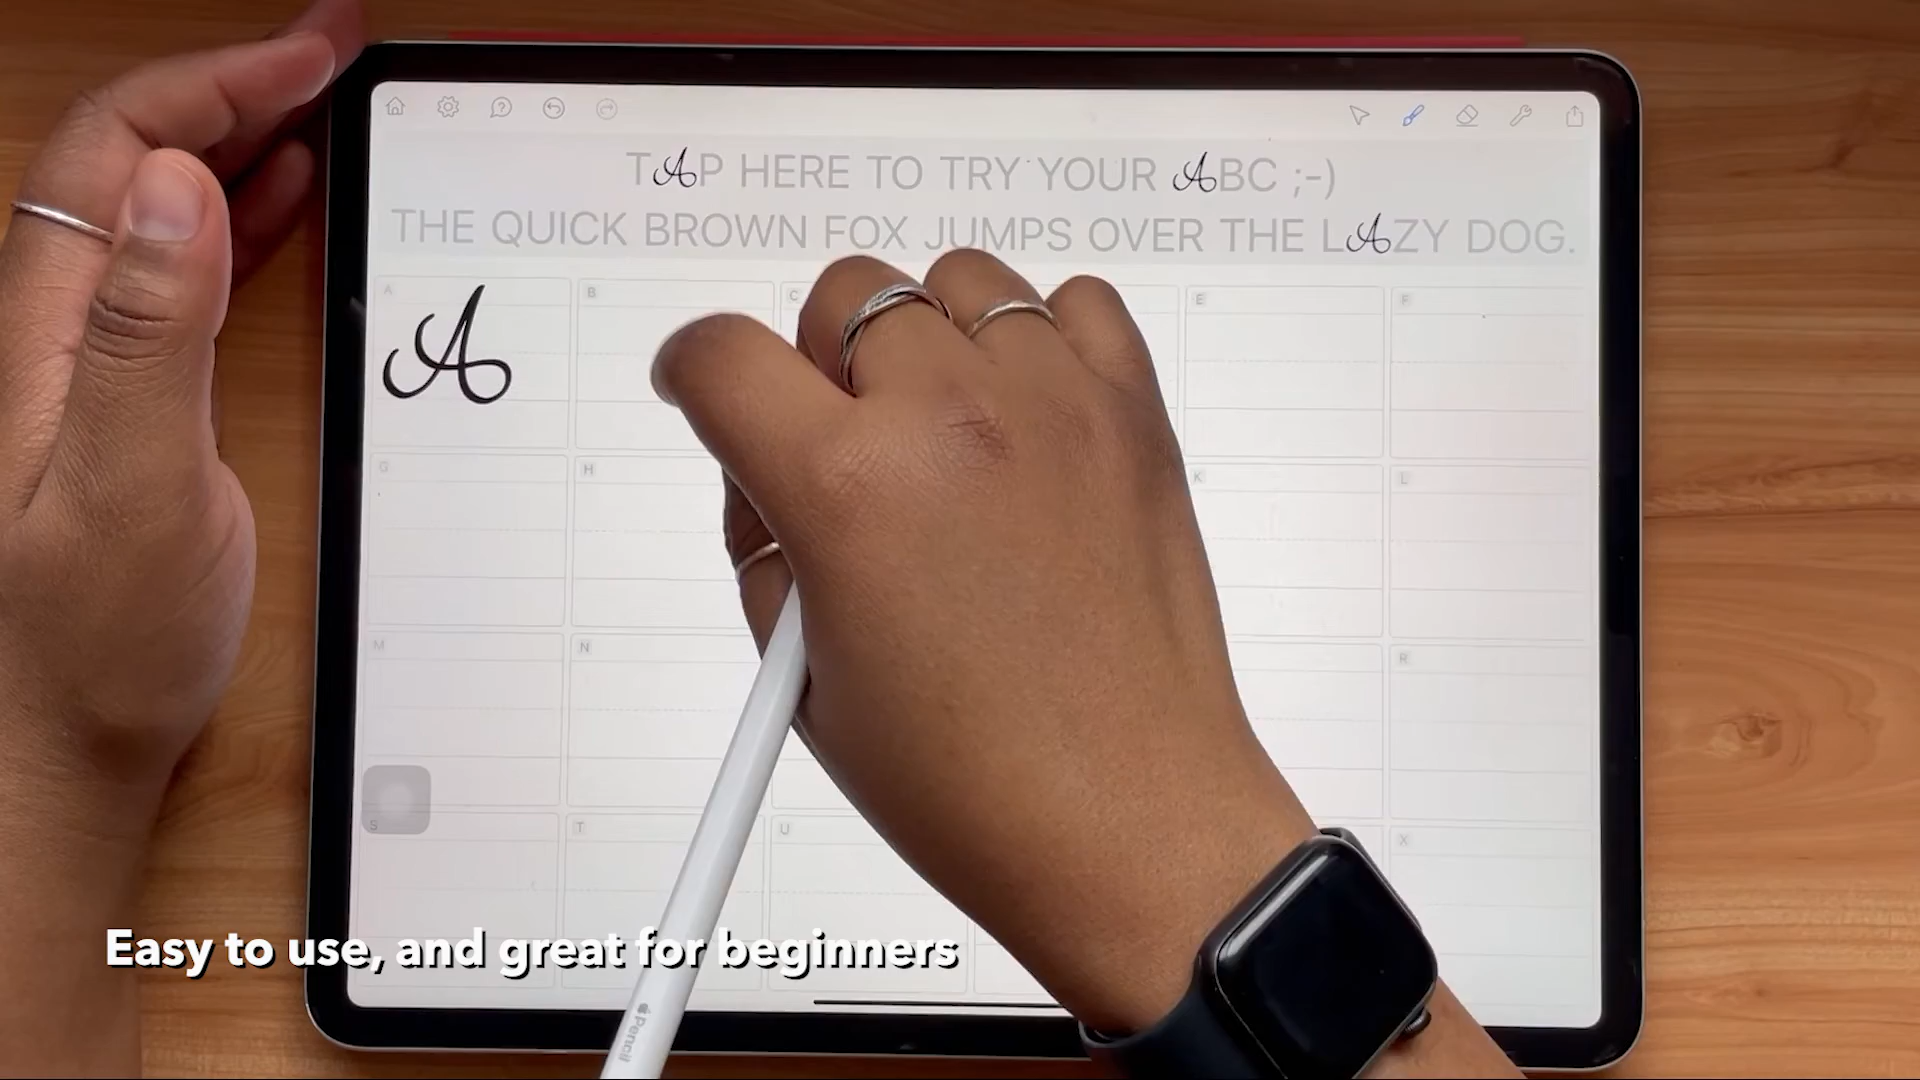 TAP HERE TO TRY YOUR ABC ;-)
THE QUICK BROWN FOX JUMPS OVER THE LAZY DOG.
A B C E F
A
G H K L
M N R
S T U X
Easy to use, and great for beginners
Pencil